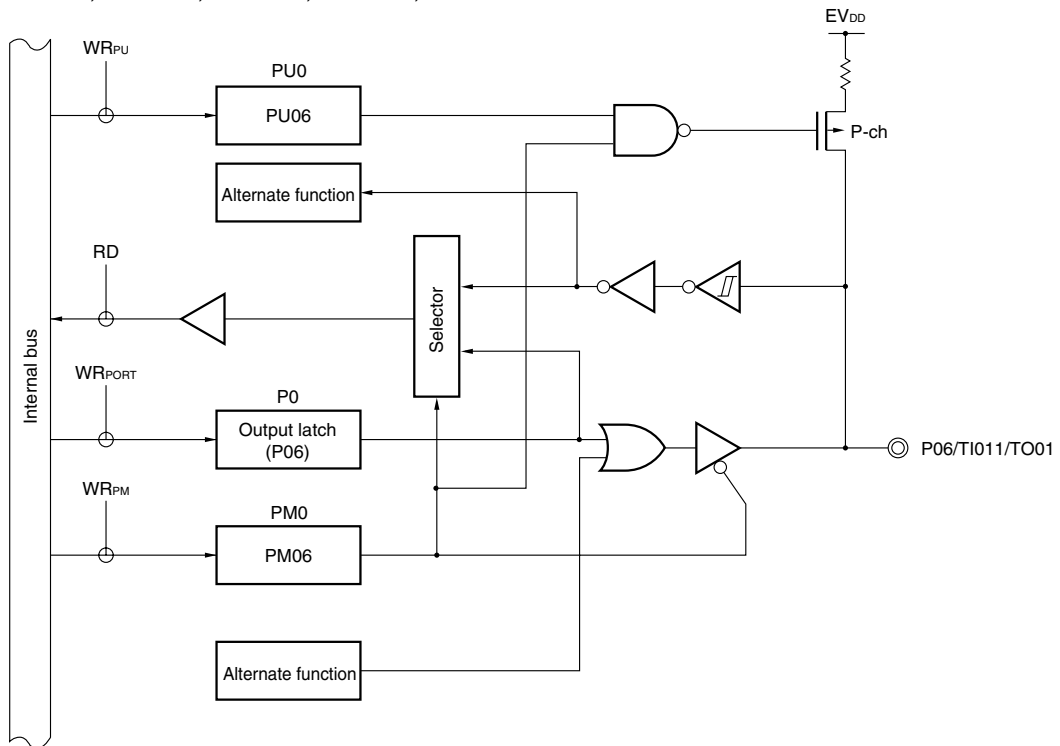 EVDD
WRPU
PU0
PU06
P-ch
Alternate function
RD
Selector
Internal bus
WRPORT
P0
Output latch
(P06)
P06/TI011/TO01
WRPM
PM0
PM06
Alternate function